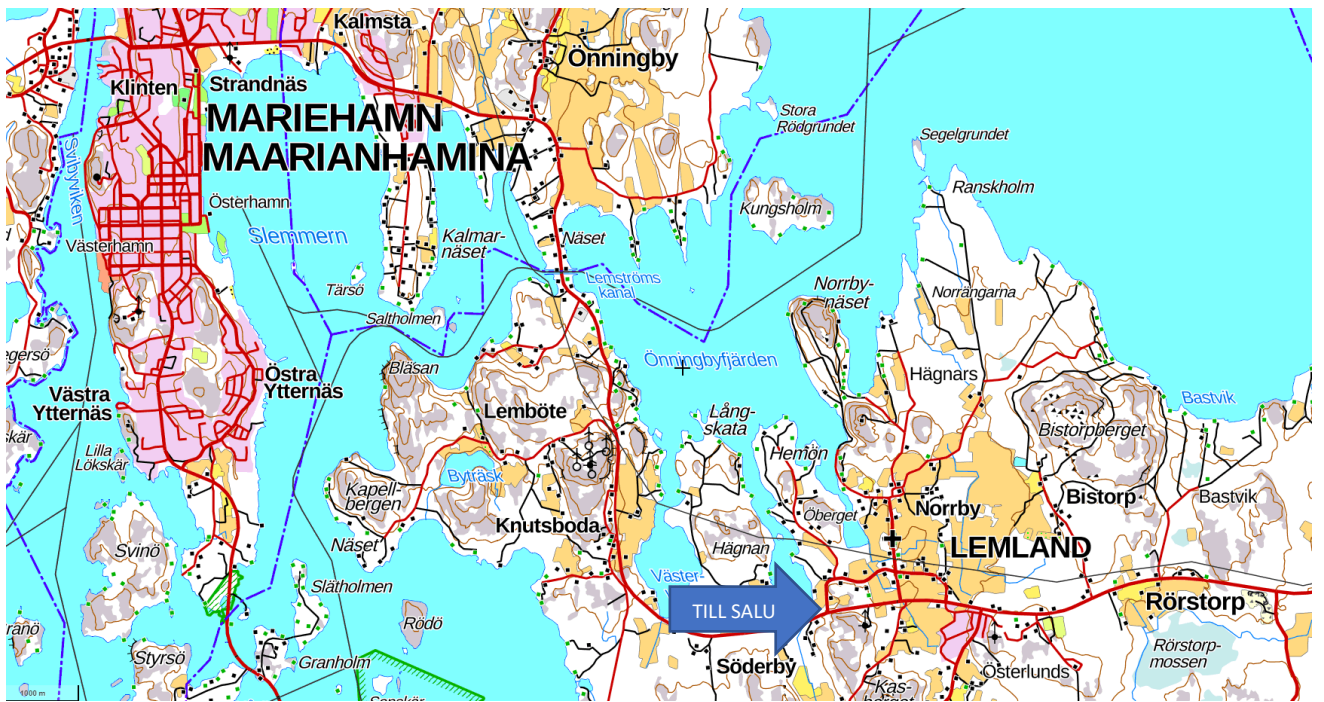 Kalmsta
Önningby
Klinten
Strandnäs
MARIEHAMN
MAARIANHAMINA
Stora
Rödgrundet
Segelgrundet
Svibyviken
Ranskholm
Österhamn
Kungsholm
Västerhamn
Slemmern
Kalmar-
näset
Näset
Lemströms
kanal
Tärsö
Norrby-
näset
Norrängarna
Saltholmen
Önningbyfjärden
Blåsan
Hägnars
Östra
Ytternäs
Västra
Ytternäs
Bastvik
Lemböte
Lång-
skata
Bistorpberget
Lilla
Lökskär
Hemön
Byträsk
Kapell-
bergen
Bistorp
Bastvik
Öberget
Norrby
Knutsboda
Svinö
Näset
Hägnan
LEMLAND
Slätholmen
Väster-
TILL SALU
Rörstorp
Rödö
Styrsö
Granholm
Söderby
Österlunds
Rörstorp-
mossen
Kas-
1000 m